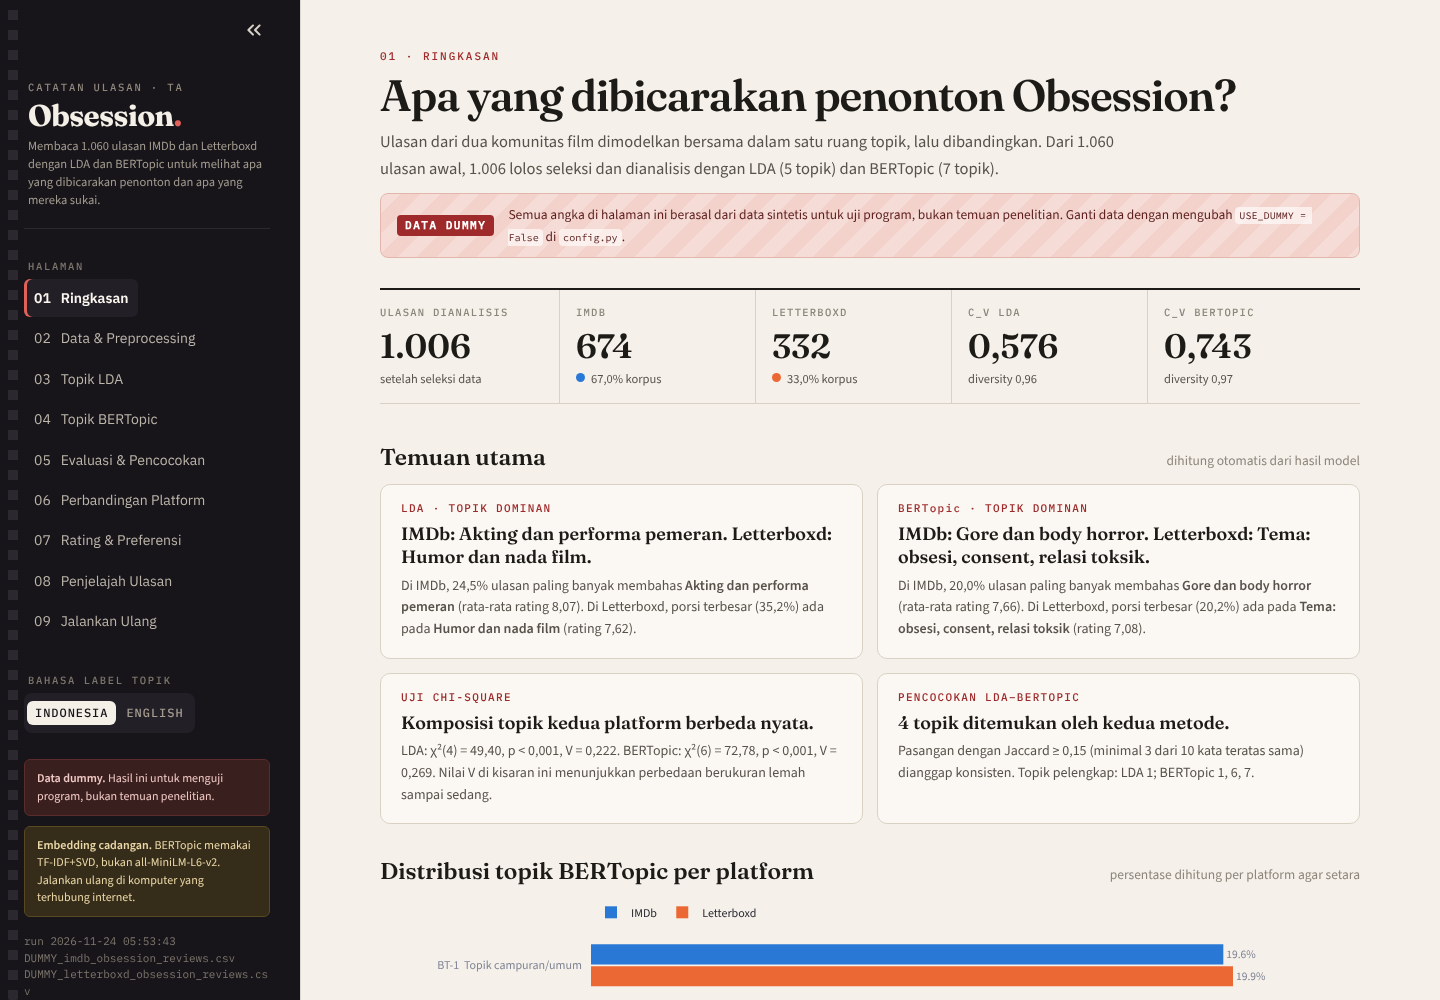 CATATAN ULASAN · TA
Obsession.
Membaca 1.060 ulasan IMDb dan Letterboxd
dengan LDA dan BERTopic untuk melihat apa
yang dibicarakan penonton dan apa yang
mereka sukai.
HALAMAN
01 Ringkasan
02 Data & Preprocessing
03 Topik LDA
04 Topik BERTopic
05 Evaluasi & Pencocokan
06 Perbandingan Platform
07 Rating & Preferensi
08 Penjelajah Ulasan
09 Jalankan Ulang
BAHASA LABEL TOPIK
INDONESIA ENGLISH
Data dummy. Hasil ini untuk menguji
program, bukan temuan penelitian.
Embedding cadangan. BERTopic memakai
TF-IDF+SVD, bukan all-MiniLM-L6-v2.
Jalankan ulang di komputer yang
terhubung internet.
run 2026-11-24 05:53:43
DUMMY_imdb_obsession_reviews.csv
DUMMY_letterboxd_obsession_reviews.cs
v
01 · RINGKASAN
Apa yang dibicarakan penonton Obsession?
Ulasan dari dua komunitas film dimodelkan bersama dalam satu ruang topik, lalu dibandingkan. Dari 1.060
ulasan awal, 1.006 lolos seleksi dan dianalisis dengan LDA (5 topik) dan BERTopic (7 topik).
DATA DUMMY
Semua angka di halaman ini berasal dari data sintetis untuk uji program, bukan temuan penelitian. Ganti data dengan mengubah USE_DUMMY =
False di config.py.
ULASAN DIANALISIS
1.006
setelah seleksi data
IMDB
674
67,0% korpus
LETTERBOXD
332
33,0% korpus
C_V LDA
0,576
diversity 0,96
C_V BERTOPIC
0,743
diversity 0,97
Temuan utama
dihitung otomatis dari hasil model
LDA · TOPIK DOMINAN
IMDb: Akting dan performa pemeran. Letterboxd:
Humor dan nada film.
Di IMDb, 24,5% ulasan paling banyak membahas Akting dan performa
pemeran (rata-rata rating 8,07). Di Letterboxd, porsi terbesar (35,2%) ada
pada Humor dan nada film (rating 7,62).
BERTopic · TOPIK DOMINAN
IMDb: Gore dan body horror. Letterboxd: Tema:
obsesi, consent, relasi toksik.
Di IMDb, 20,0% ulasan paling banyak membahas Gore dan body horror
(rata-rata rating 7,66). Di Letterboxd, porsi terbesar (20,2%) ada pada Tema:
obsesi, consent, relasi toksik (rating 7,08).
UJI CHI-SQUARE
Komposisi topik kedua platform berbeda nyata.
LDA: χ²(4) = 49,40, p < 0,001, V = 0,222. BERTopic: χ²(6) = 72,78, p < 0,001, V =
0,269. Nilai V di kisaran ini menunjukkan perbedaan berukuran lemah
sampai sedang.
PENCOCOKAN LDA–BERTOPIC
4 topik ditemukan oleh kedua metode.
Pasangan dengan Jaccard ≥ 0,15 (minimal 3 dari 10 kata teratas sama)
dianggap konsisten. Topik pelengkap: LDA 1; BERTopic 1, 6, 7.
Distribusi topik BERTopic per platform
persentase dihitung per platform agar setara
IMDb Letterboxd
BT-1 Topik campuran/umum
19.6%
19.9%